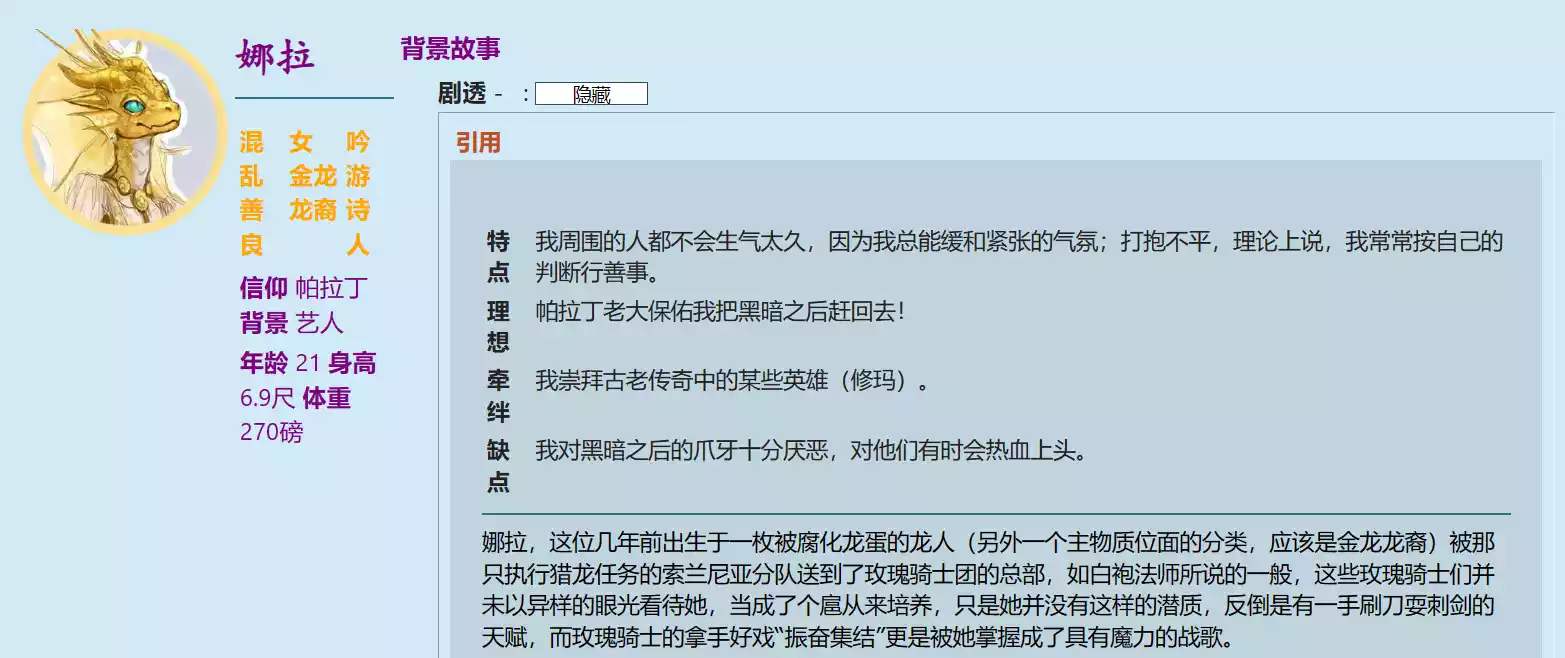 娜拉
混 女 吟
乱 金龙 游
善 龙裔 诗
良 人
信仰 帕拉丁
背景 艺人
年龄 21 身高
6.9尺 体重
270磅
背景故事
剧透 - : 隐藏
引用
特 我周围的人都不会生气太久，因为我总能缓和紧张的气氛；打抱不平，理论上说，我常常按自己的
点 判断行善事。
理 帕拉丁老大保佑我把黑暗之后赶回去！
想
牵 我崇拜古老传奇中的某些英雄（修玛）。
绊
缺 我对黑暗之后的爪牙十分厌恶，对他们有时会热血上头。
点
娜拉，这位几年前出生于一枚被腐化龙蛋的龙人（另外一个主物质位面的分类，应该是金龙龙裔）被那
只执行猎龙任务的索兰尼亚分队送到了玫瑰骑士团的总部，如白袍法师所说的一般，这些玫瑰骑士们并
未以异样的眼光看待她，当成了个扈从来培养，只是她并没有这样的潜质，反倒是有一手刷刀耍刺剑的
天赋，而玫瑰骑士的拿手好戏“振奋集结”更是被她掌握成了具有魔力的战歌。